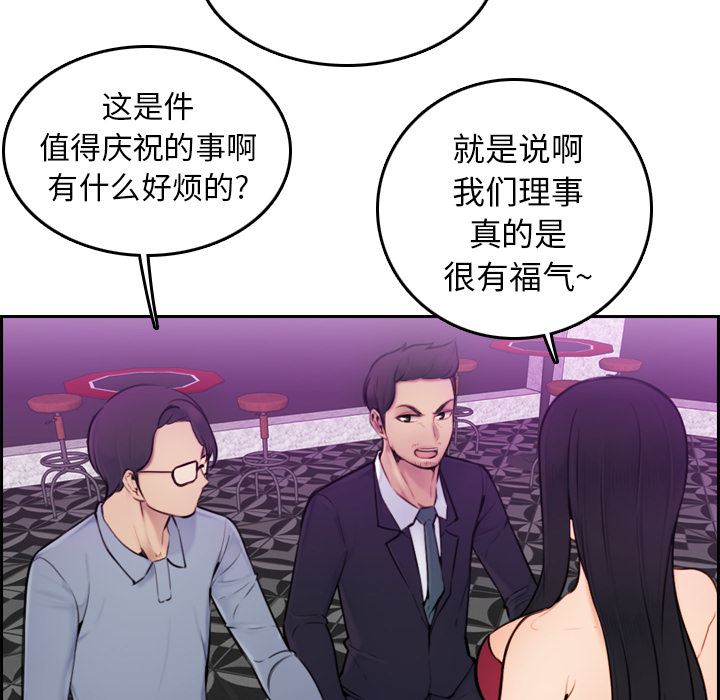 这是件
值得庆祝的事啊
有什么好烦的?
就是说啊
我们理事
真的是
很有福气~